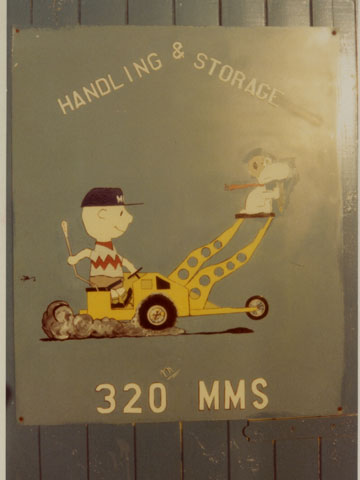 HANDLING & STORAGE
M
320 MMS